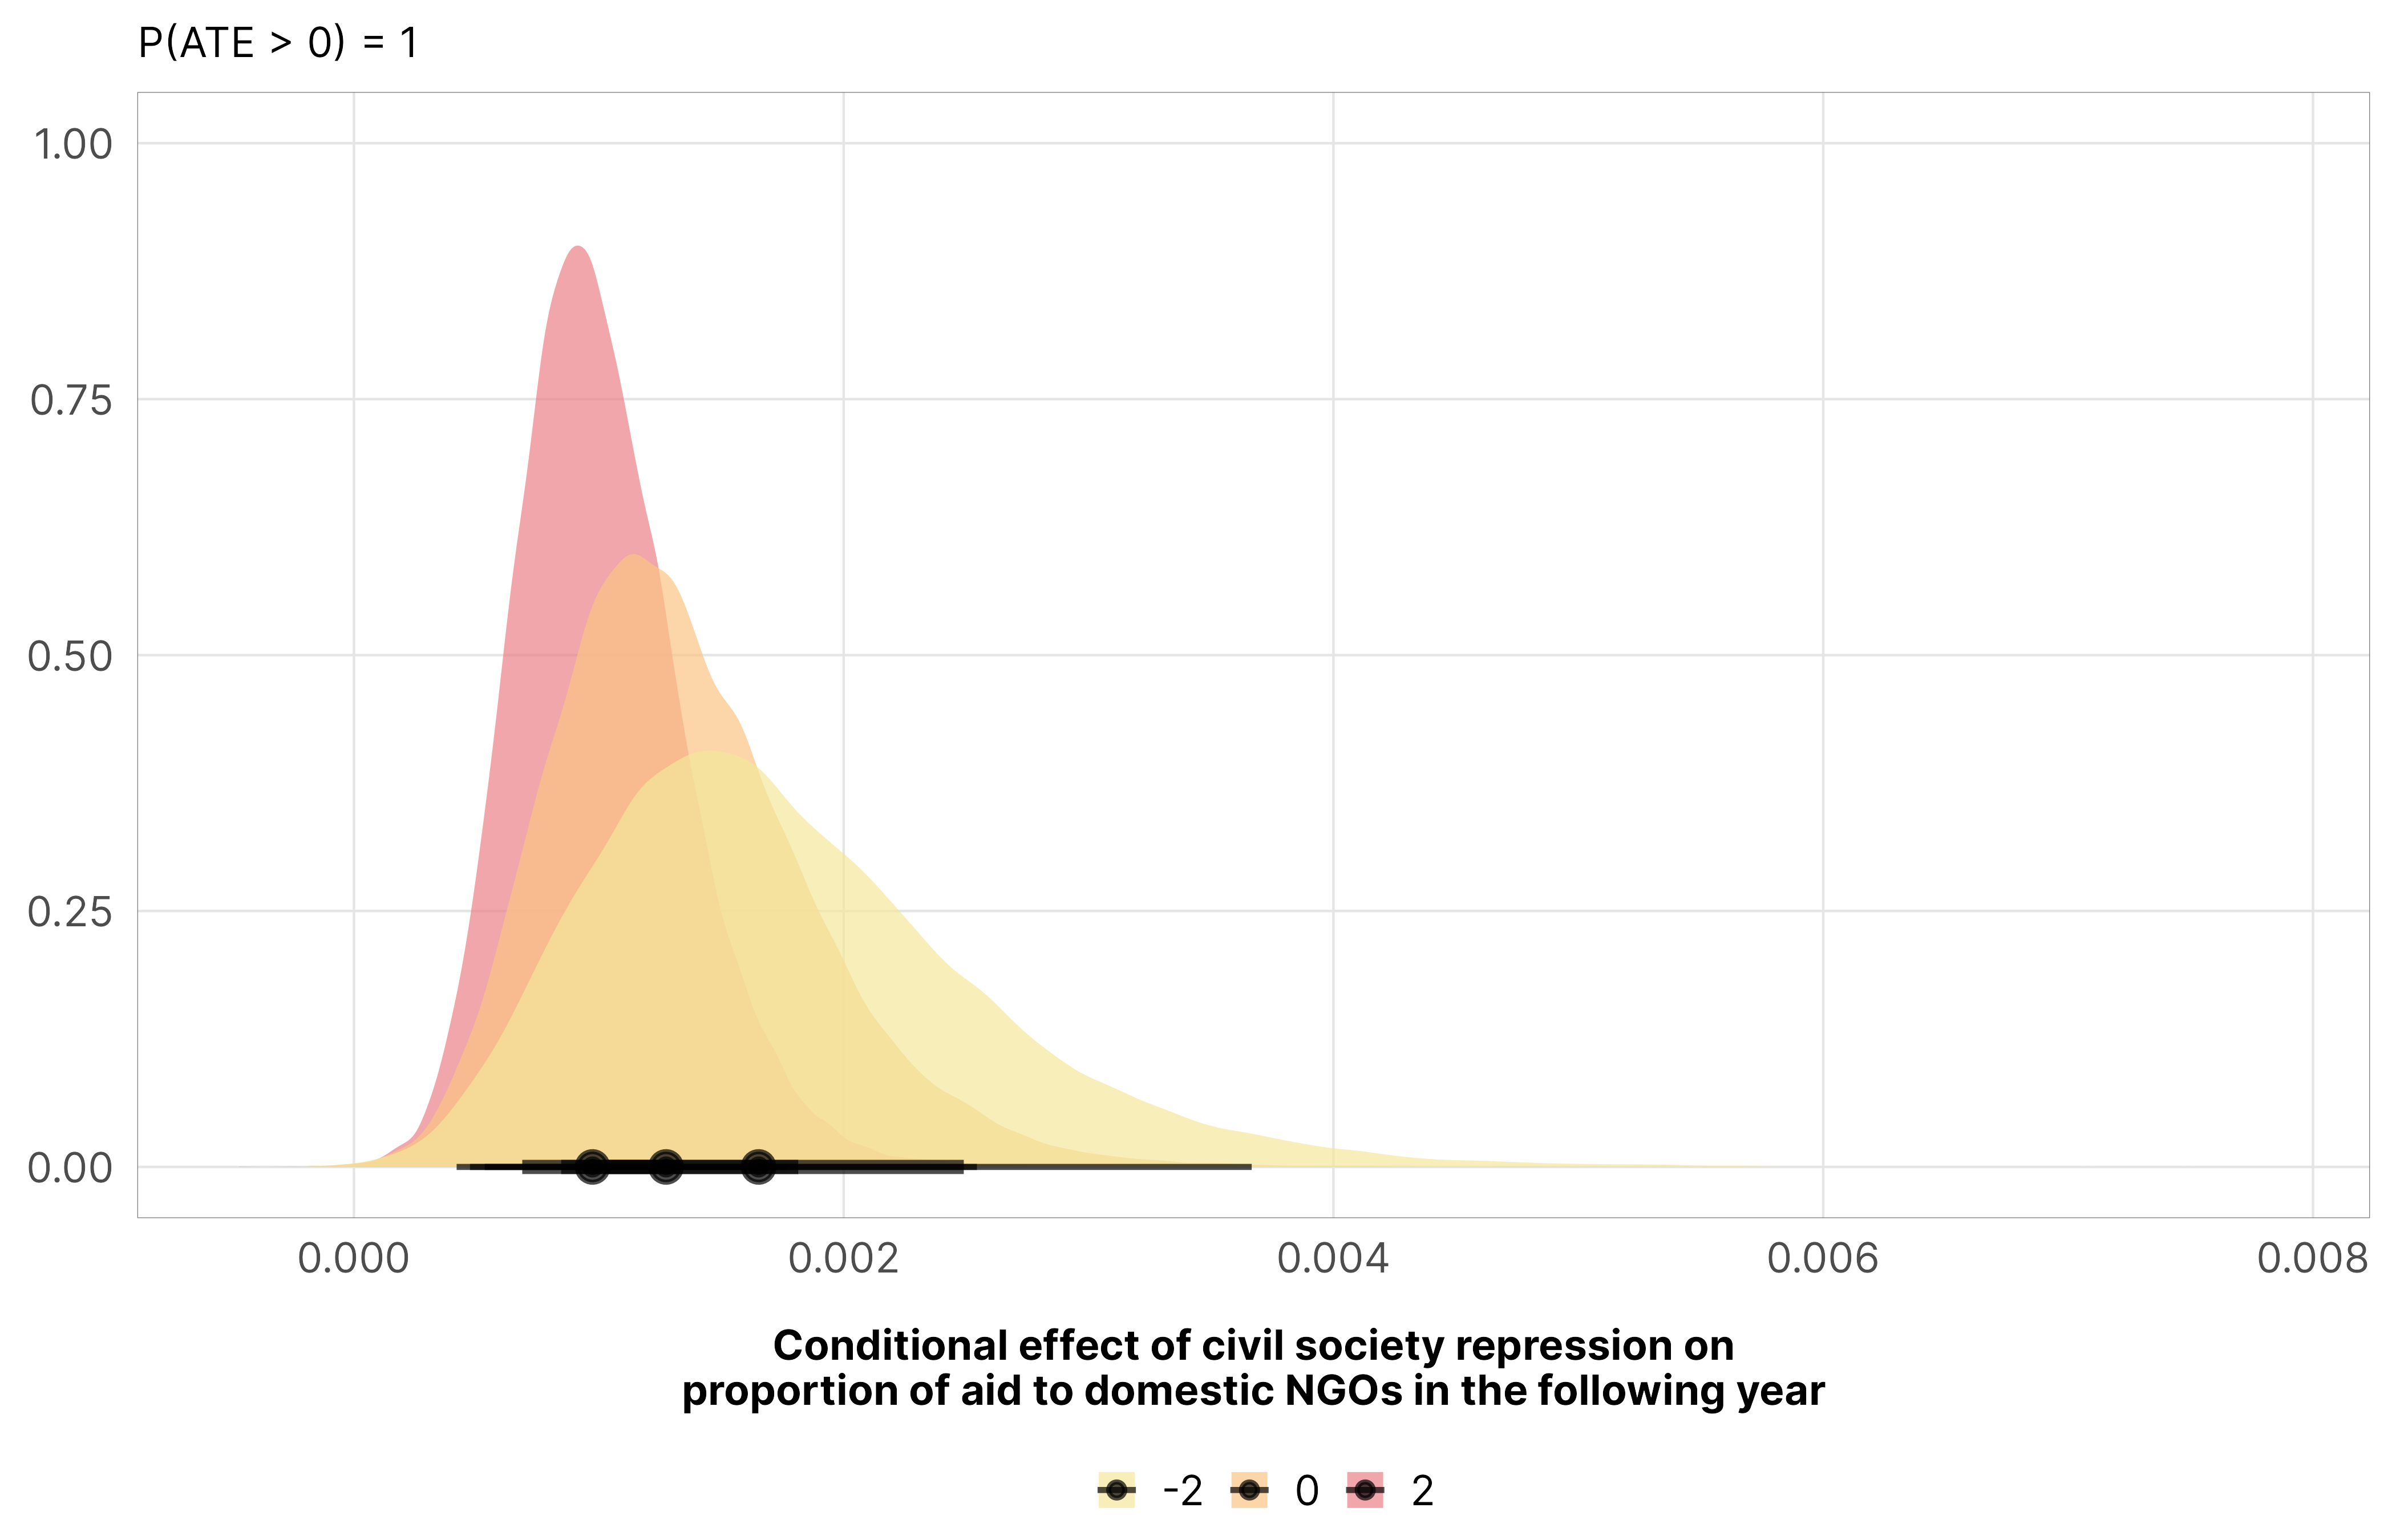 P(ATE > 0) = 1
1.00
0.75
0.50
0.25
0.00
0.000 0.002 0.004 0.006 0.008
Conditional effect of civil society repression on
proportion of aid to domestic NGOs in the following year
-2 0 2